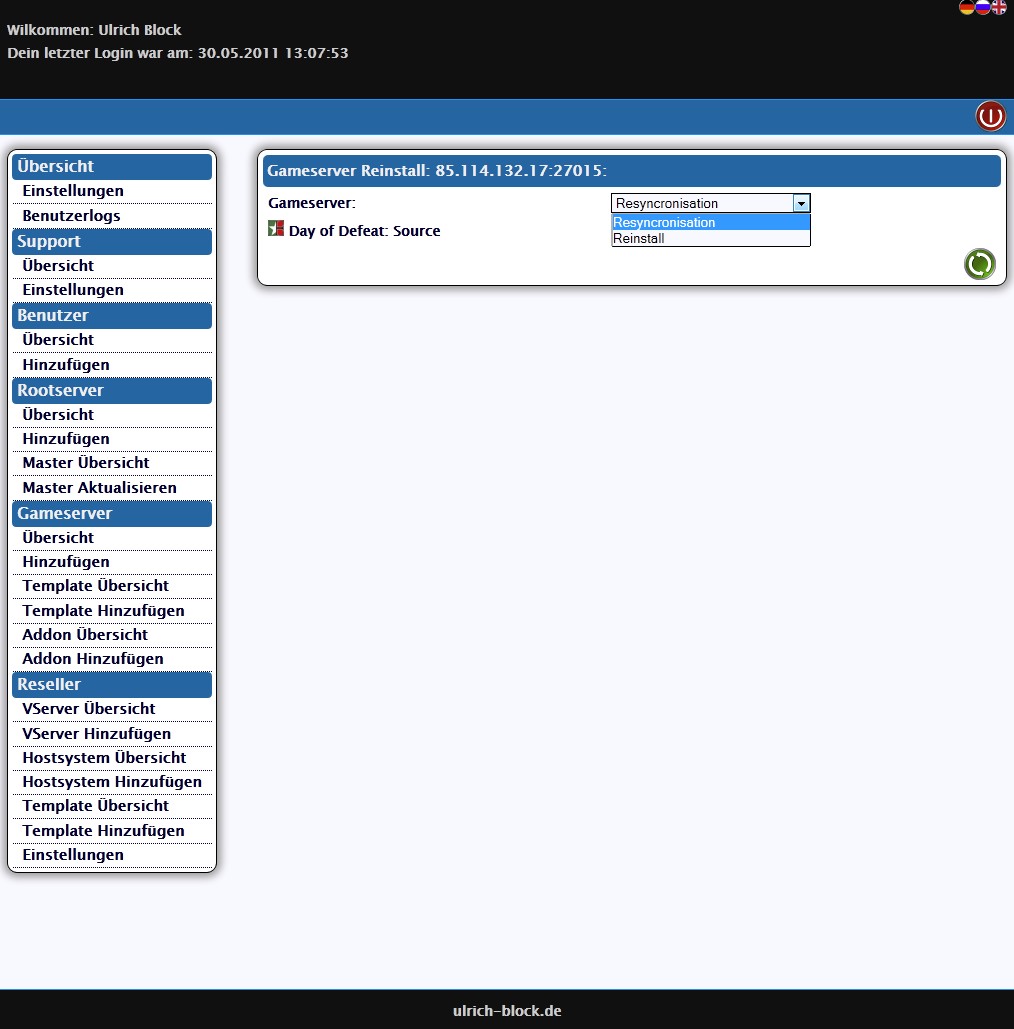 Wilkommen: Ulrich Block
Dein letzter Login war am: 30.05.2011 13:07:53
Übersicht
Einstellungen
Benutzerlogs
Support
Übersicht
Einstellungen
Benutzer
Übersicht
Hinzufügen
Rootserver
Übersicht
Hinzufügen
Master Übersicht
Master Aktualisieren
Gameserver
Übersicht
Hinzufügen
Template Übersicht
Template Hinzufügen
Addon Übersicht
Addon Hinzufügen
Reseller
VServer Übersicht
VServer Hinzufügen
Hostsystem Übersicht
Hostsystem Hinzufügen
Template Übersicht
Template Hinzufügen
Einstellungen
Gameserver Reinstall: 85.114.132.17:27015:
Gameserver: Resyncronisation
Resyncronisation
Day of Defeat: Source
Reinstall
ulrich-block.de